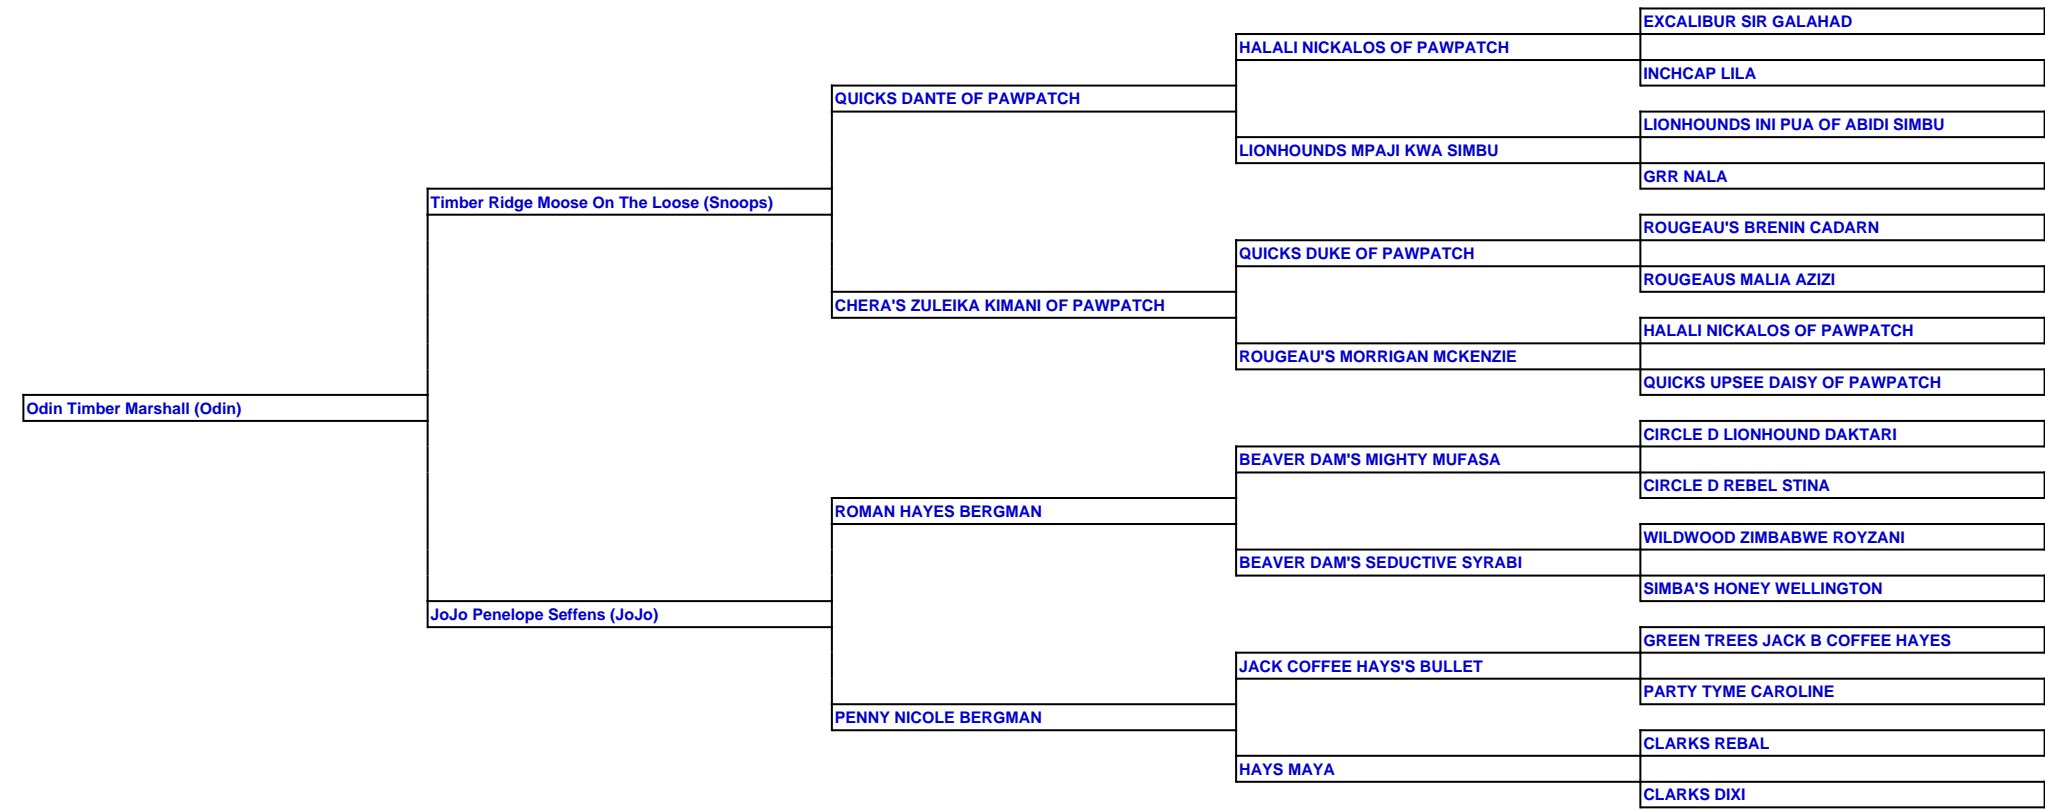 EXCALIBUR SIR GALAHAD
HALALI NICKALOS OF PAWPATCH
INCHCAP LILA
QUICKS DANTE OF PAWPATCH
LIONHOUNDS INI PUA OF ABIDI SIMBU
LIONHOUNDS MPAJI KWA SIMBU
GRR NALA
Timber Ridge Moose On The Loose (Snoops)
ROUGEAU'S BRENIN CADARN
QUICKS DUKE OF PAWPATCH
ROUGEAUS MALIA AZIZI
CHERA'S ZULEIKA KIMANI OF PAWPATCH
HALALI NICKALOS OF PAWPATCH
ROUGEAU'S MORRIGAN MCKENZIE
QUICKS UPSEE DAISY OF PAWPATCH
Odin Timber Marshall (Odin)
CIRCLE D LIONHOUND DAKTARI
BEAVER DAM'S MIGHTY MUFASA
CIRCLE D REBEL STINA
ROMAN HAYES BERGMAN
WILDWOOD ZIMBABWE ROYZANI
BEAVER DAM'S SEDUCTIVE SYRABI
SIMBA'S HONEY WELLINGTON
JoJo Penelope Seffens (JoJo)
GREEN TREES JACK B COFFEE HAYES
JACK COFFEE HAYS'S BULLET
PARTY TYME CAROLINE
PENNY NICOLE BERGMAN
CLARKS REBAL
HAYS MAYA
CLARKS DIXI